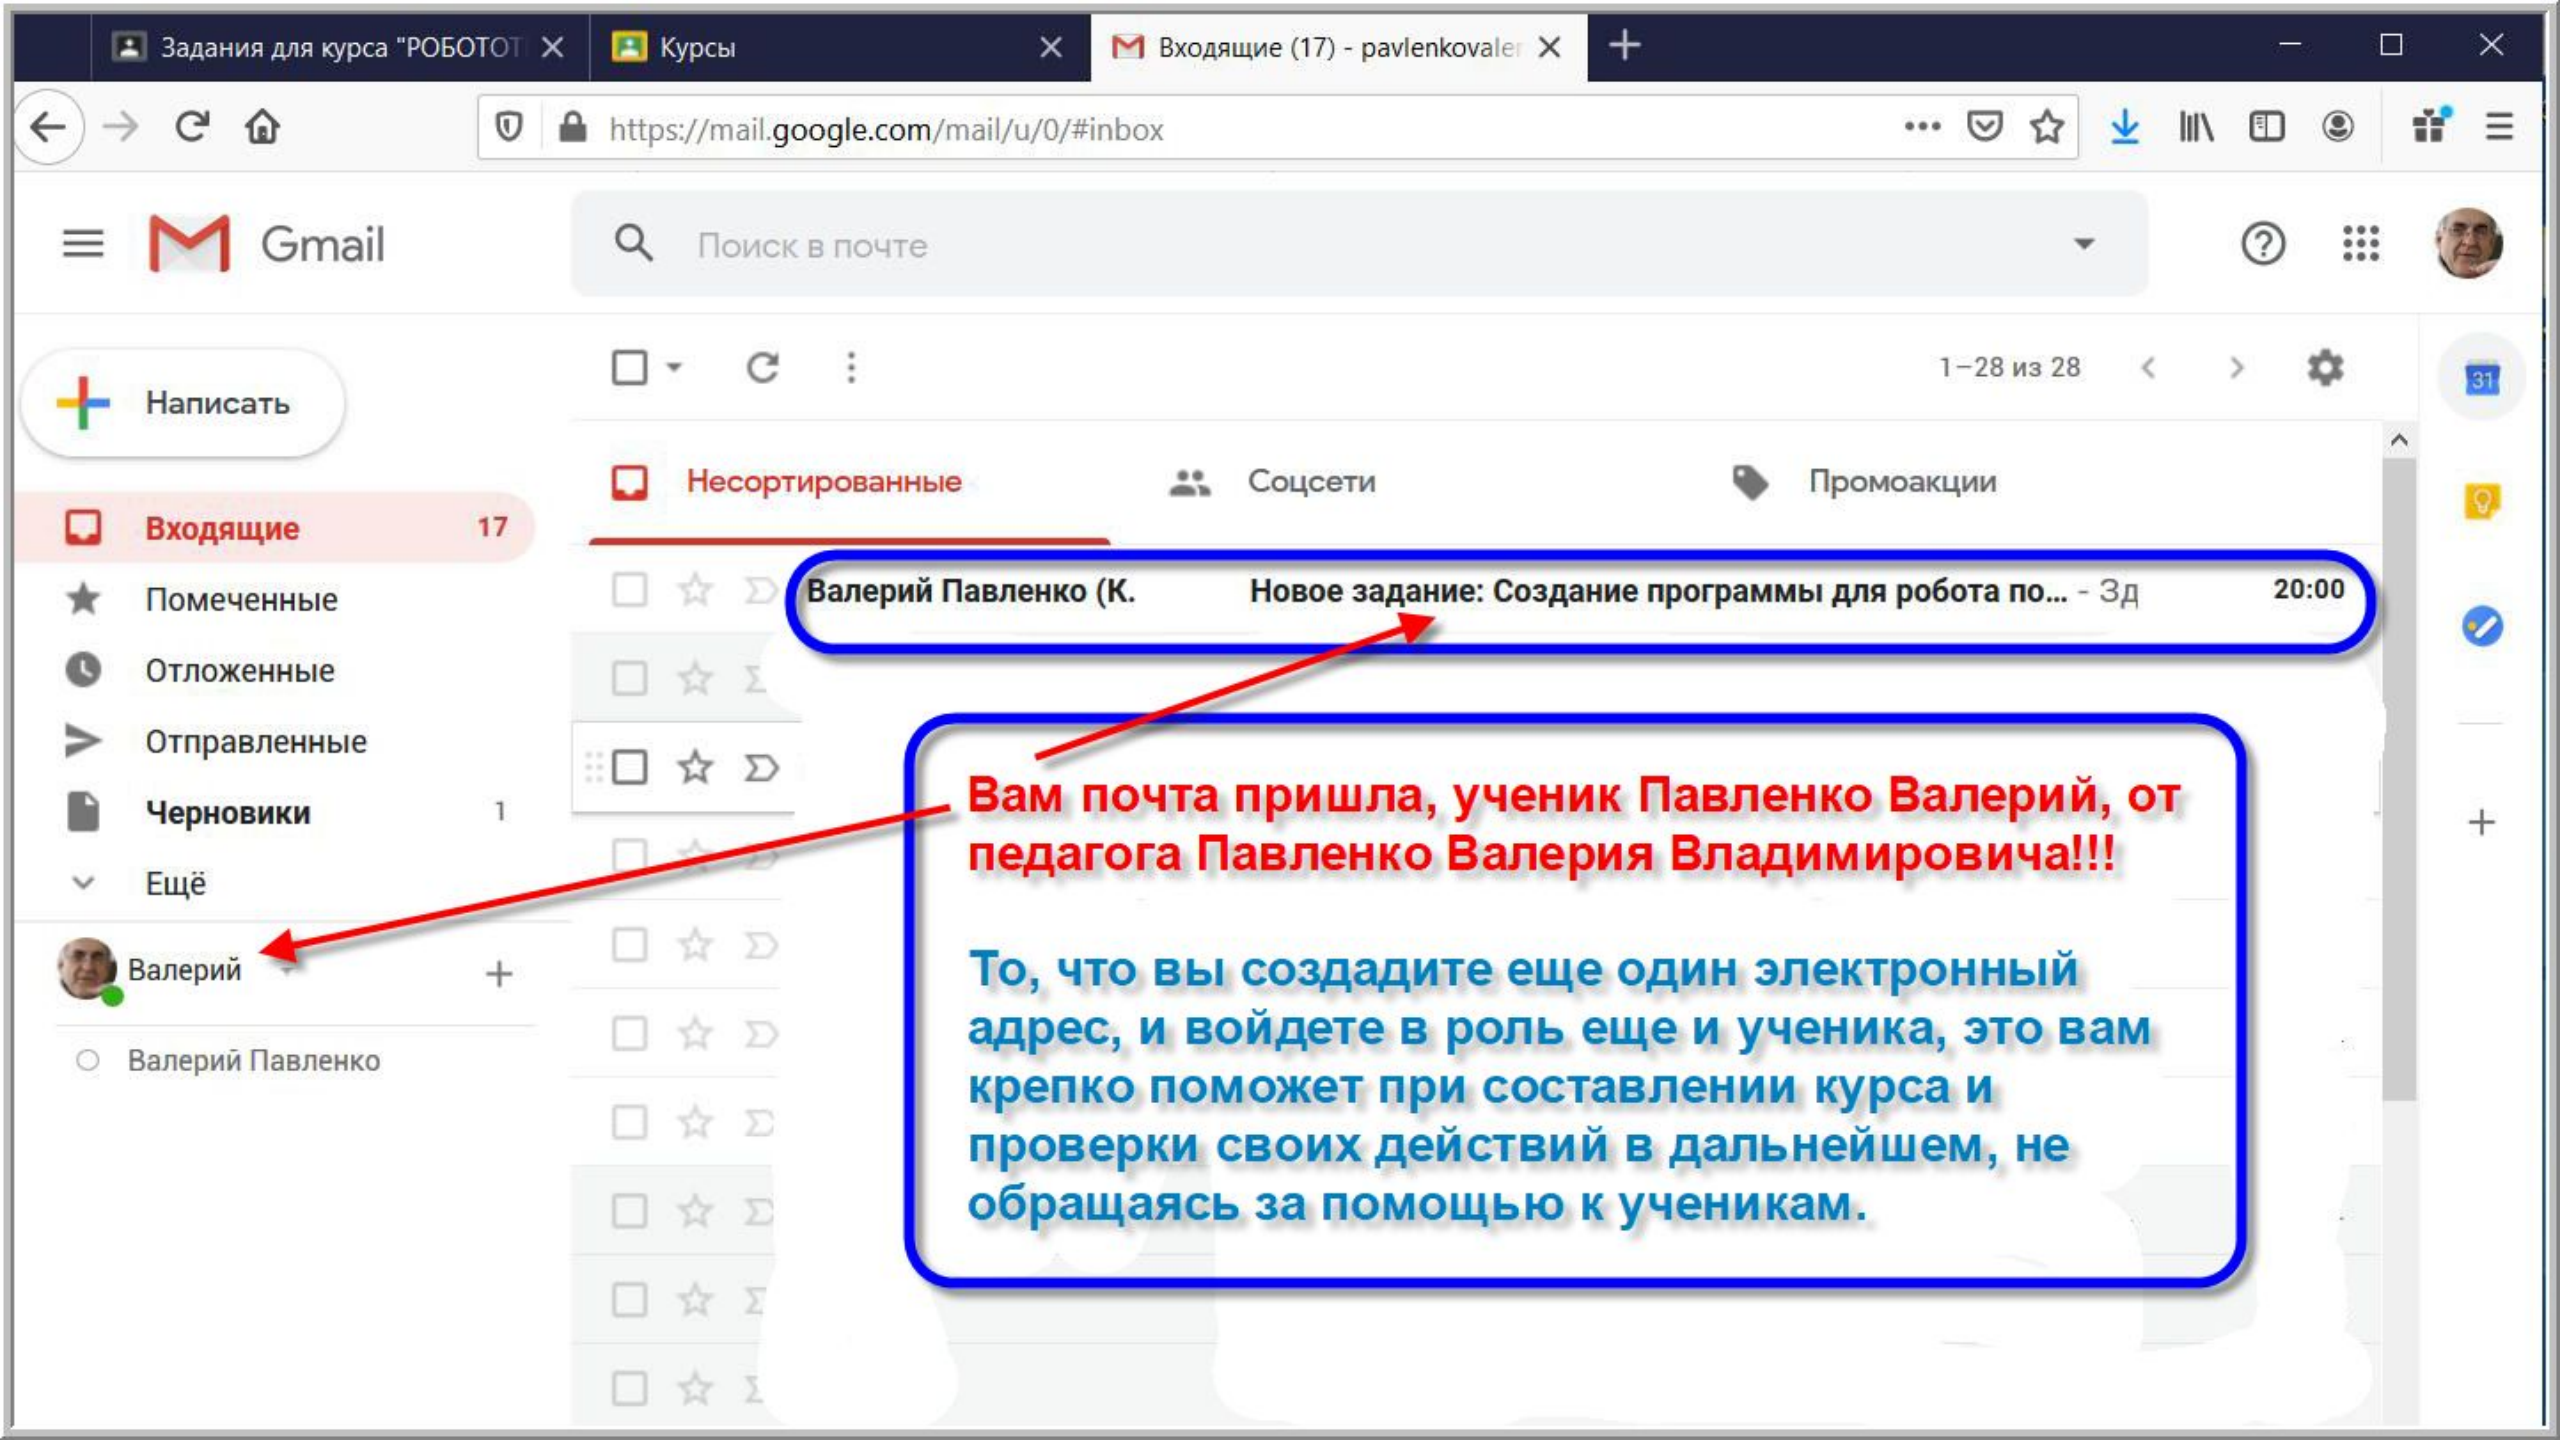 Задания для курса "РОБОТОТ
Курсы
Входящие (17) - pavlenkovaler
https://mail.google.com/mail/u/0/#inbox
Gmail
Поиск в почте
Написать
1–28 из 28
31
Несортированные
Соцсети
Промоакции
Входящие 17
Помеченные
Отложенные
Отправленные
Черновики 1
Ещё
Валерий
Валерий Павленко
Валерий Павленко (К. Новое задание: Создание программы для робота по... - Зд 20:00
Вам почта пришла, ученик Павленко Валерий, от
педагога Павленко Валерия Владимировича!!!
То, что вы создадите еще один электронный
адрес, и войдете в роль еще и ученика, это вам
крепко поможет при составлении курса и
проверки своих действий в дальнейшем, не
обращаясь за помощью к ученикам.